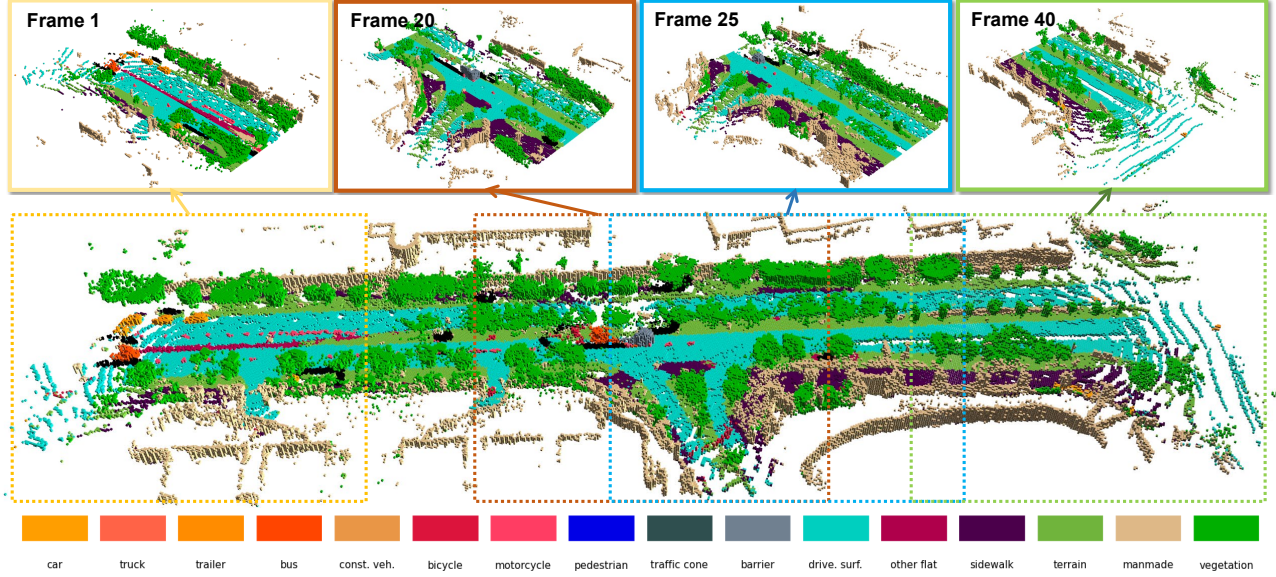 Frame 1
Frame 20
Frame 25
Frame 40
car
truck
trailer
bus
const. veh.
bicycle
motorcycle
pedestrian
traffic cone
barrier
drive. surf.
other flat
sidewalk
terrain
manmade
vegetation